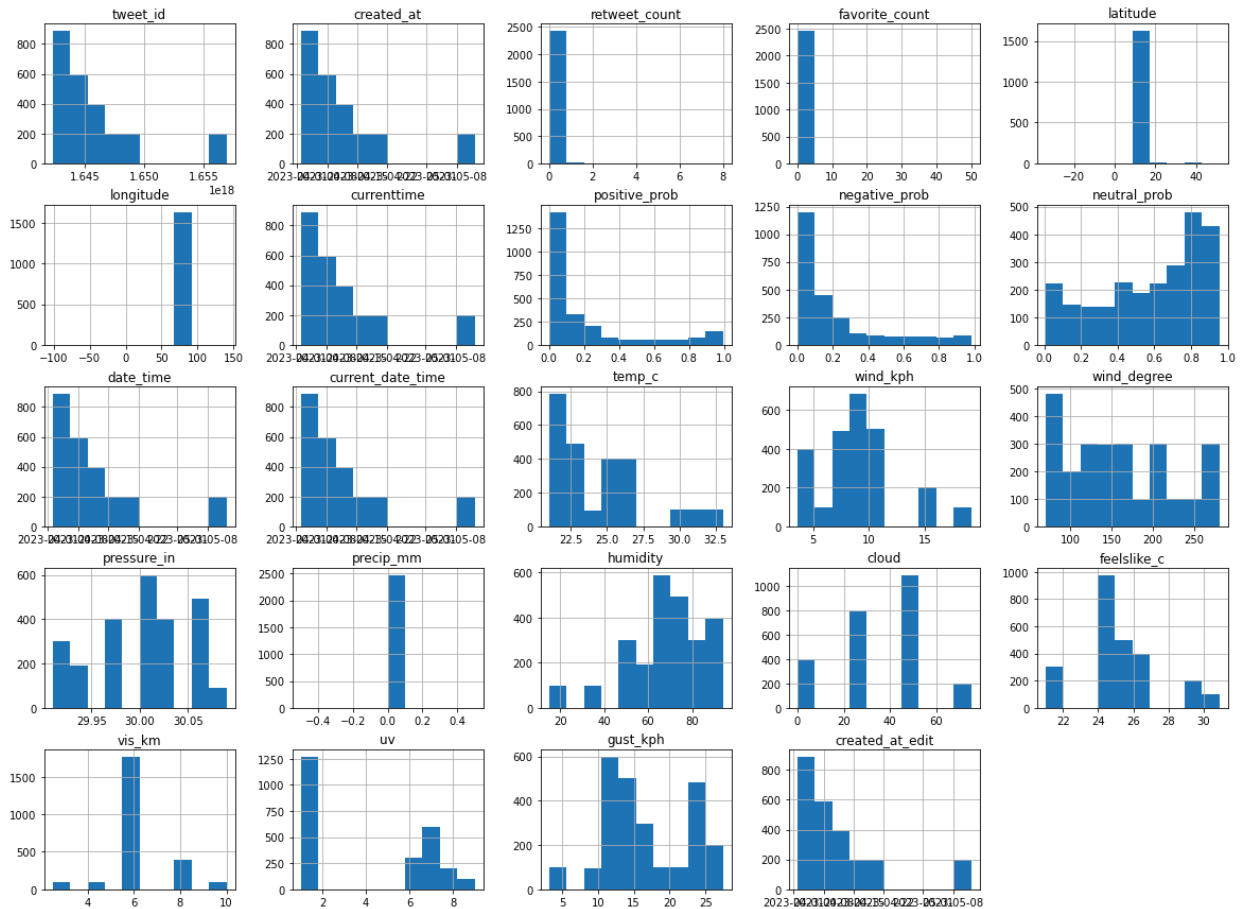 tweet_id created_at retweet_count favorite_count latitude
800 600 400 200 0
800 600 400 200 0
2500 2000 1500 1000 500 0
2500 2000 1500 1000 500 0
1500 1000 500 0
1.645 1.650 1.655
1e18
0 2 4 6 8
0 10 20 30 40 50
−20 0 20 40
longitude currenttime positive_prob negative_prob neutral_prob
1500 1000 500 0
800 600 400 200 0
1250 1000 750 500 250 0
1250 1000 750 500 250 0
500 400 300 200 100 0
−100 −50 0 50 100 150
0.0 0.2 0.4 0.6 0.8 1.0
0.0 0.2 0.4 0.6 0.8 1.0
0.0 0.2 0.4 0.6 0.8 1.0
date_time current_date_time temp_c wind_kph wind_degree
800 600 400 200 0
800 600 400 200 0
800 600 400 200 0
600 400 200 0
500 400 300 200 100 0
22.5 25.0 27.5 30.0 32.5
5 10 15
100 150 200 250
pressure_in precip_mm humidity cloud feelslike_c
600 400 200 0
2500 2000 1500 1000 500 0
600 500 400 300 200 100 0
1000 800 600 400 200 0
1000 800 600 400 200 0
29.95 30.00 30.05
−0.4 −0.2 0.0 0.2 0.4
20 40 60 80
0 20 40 60
22 24 26 28 30
vis_km uv gust_kph created_at_edit
1500 1000 500 0
1250 1000 750 500 250 0
600 400 200 0
800 600 400 200 0
4 6 8 10
2 4 6 8
5 10 15 20 25